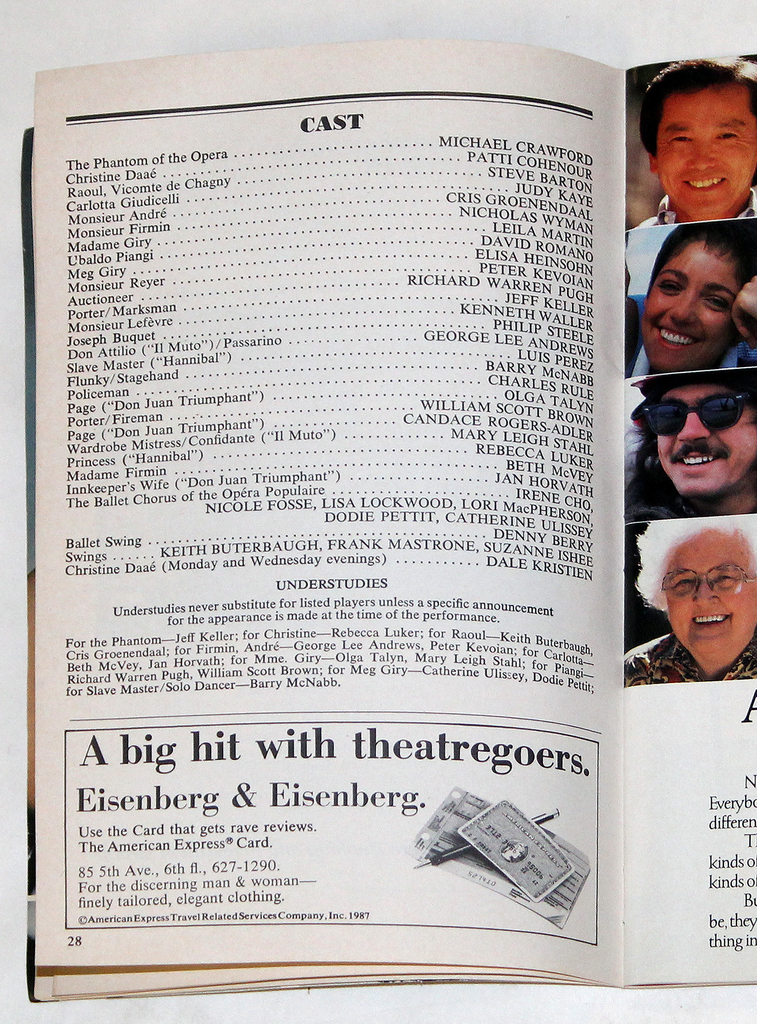 CAST
The Phantom of the Opera ........ MICHAEL CRAWFORD
Christine Daaé ........ PATTI COHENOUR
Raoul, Vicomte de Chagny ........ STEVE BARTON
Carlotta Giudicelli ........ JUDY KAYE
Monsieur André ........ CRIS GROENENDAAL
Monsieur Firmin ........ NICHOLAS WYMAN
Madame Giry ........ LEILA MARTIN
Ubaldo Piangi ........ DAVID ROMANO
Meg Giry ........ ELISA HEINSOHN
Monsieur Reyer ........ PETER KEVOIAN
Auctioneer ........ RICHARD WARREN PUGH
Porter/Marksman ........ JEFF KELLER
Monsieur Lefèvre ........ KENNETH WALLER
Joseph Buquet ........ PHILIP STEELE
Don Attilio ("Il Muto")/Passarino ........ GEORGE LEE ANDREWS
Slave Master ("Hannibal") ........ LUIS PEREZ
Flunky/Stagehand ........ BARRY McNABB
Policeman ........ CHARLES RULE
Page ("Don Juan Triumphant") ........ OLGA TALYN
Porter/Fireman ........ WILLIAM SCOTT BROWN
Page ("Don Juan Triumphant") ........ CANDACE ROGERS-ADLER
Wardrobe Mistress/Confidante ("Il Muto") ........ MARY LEIGH STAHL
Princess ("Hannibal") ........ REBECCA LUKER
Madame Firmin ........ BETH McVEY
Innkeeper's Wife ("Don Juan Triumphant") ........ JAN HORVATH
The Ballet Chorus of the Opéra Populaire ........ IRENE CHO,
NICOLE FOSSE, LISA LOCKWOOD, LORI MacPHERSON,
DODIE PETTIT, CATHERINE ULISSEY
Ballet Swing ........ DENNY BERRY
Swings ...... KEITH BUTERBAUGH, FRANK MASTRONE, SUZANNE ISHEE
Christine Daaé (Monday and Wednesday evenings) ........... DALE KRISTIEN
UNDERSTUDIES
Understudies never substitute for listed players unless a specific announcement
for the appearance is made at the time of the performance.
For the Phantom—Jeff Keller; for Christine—Rebecca Luker; for Raoul—Keith Buterbaugh,
Cris Groenendaal; for Firmin, André—George Lee Andrews, Peter Kevoian; for Carlotta—
Beth McVey, Jan Horvath; for Mme. Giry—Olga Talyn, Mary Leigh Stahl; for Piangi—
Richard Warren Pugh, William Scott Brown; for Meg Giry—Catherine Ulissey, Dodie Pettit;
for Slave Master/Solo Dancer—Barry McNabb.
A big hit with theatregoers.
Eisenberg & Eisenberg.
Use the Card that gets rave reviews.
The American Express® Card.
85 5th Ave., 6th fl., 627-1290.
For the discerning man & woman—
finely tailored, elegant clothing.
©American Express Travel Related Services Company, Inc. 1987
28
A
N
Everybo
differen
T
kinds of
kinds of
Bu
be, they
thing in